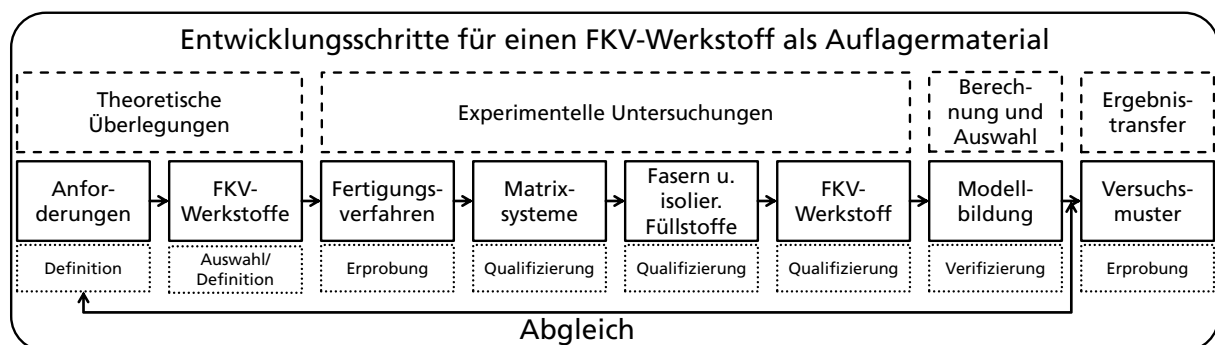 Entwicklungsschritte für einen FKV-Werkstoff als Auflagermaterial
Theoretische
Überlegungen
Experimentelle Untersuchungen
Berech-
nung und
Auswahl
Ergebnis-
transfer
Anfor-
derungen
FKV-
Werkstoffe
Fertigungs-
verfahren
Matrix-
systeme
Fasern u.
isolier.
Füllstoffe
FKV-
Werkstoff
Modell-
bildung
Versuchs-
muster
Definition
Auswahl/
Definition
Erprobung
Qualifizierung
Qualifizierung
Qualifizierung
Verifizierung
Erprobung
Abgleich